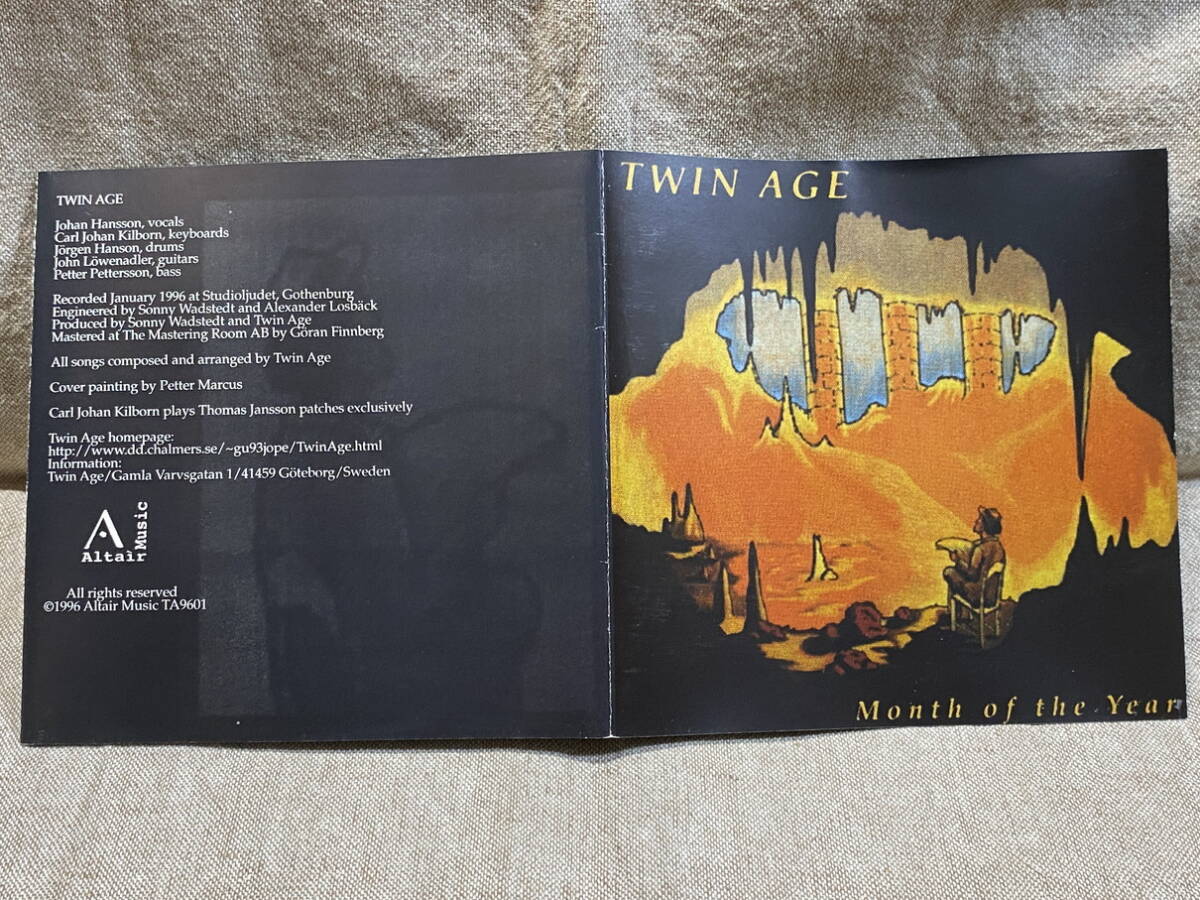 TWIN AGE
Johan Hansson, vocals
Carl Johan Kilborn, keyboards
Jörgen Hanson, drums
John Löwenadler, guitars
Petter Pettersson, bass
Recorded January 1996 at Studioljudet, Gothenburg
Engineered by Sonny Wadstedt and Alexander Losbäck
Produced by Sonny Wadstedt and Twin Age
Mastered at The Mastering Room AB by Göran Finnberg
All songs composed and arranged by Twin Age
Cover painting by Petter Marcus
Carl Johan Kilborn plays Thomas Jansson patches exclusively
Twin Age homepage:
http://www.dd.chalmers.se/~gu93jope/TwinAge.html
Information:
Twin Age/Gamla Varvsgatan 1/41459 Göteborg/Sweden
Altair
Music
All rights reserved
©1996 Altair Music TA9601
TWIN AGE
Month of the Year